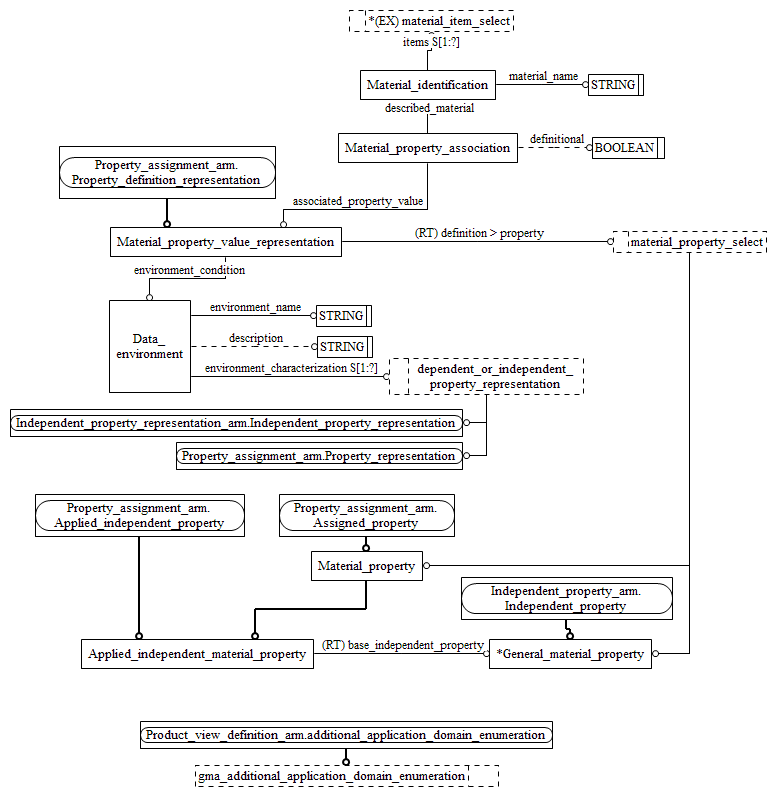 *(EX) material_item_select
items S[1:?]
Material_identification
material_name
STRING
described_material
Material_property_association
definitional
BOOLEAN
Property_assignment_arm.
Property_definition_representation
associated_property_value
Material_property_value_representation
(RT) definition > property
material_property_select
environment_condition
Data_
environment
environment_name
STRING
description
STRING
environment_characterization S[1:?]
dependent_or_independent_
property_representation
Independent_property_representation_arm.Independent_property_representation
Property_assignment_arm.Property_representation
Property_assignment_arm.
Applied_independent_property
Property_assignment_arm.
Assigned_property
Material_property
Independent_property_arm.
Independent_property
Applied_independent_material_property
(RT) base_independent_property
*General_material_property
Product_view_definition_arm.additional_application_domain_enumeration
gma_additional_application_domain_enumeration